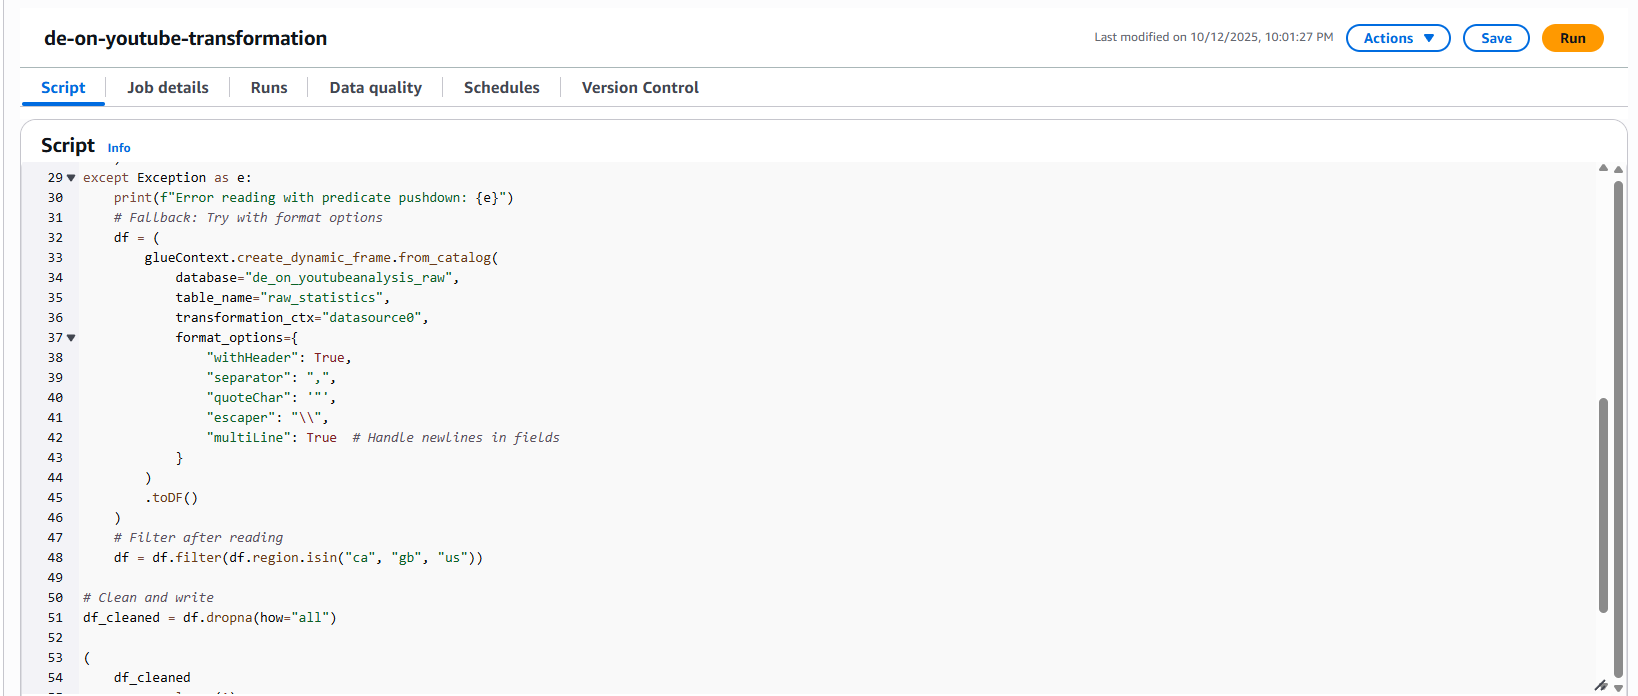 de-on-youtube-transformation
Last modified on 10/12/2025, 10:01:27 PM
Actions
Save
Run
Script
Job details
Runs
Data quality
Schedules
Version Control
Script Info
29 except Exception as e:
30     print(f"Error reading with predicate pushdown: {e}")
31     # Fallback: Try with format options
32     df = (
33         glueContext.create_dynamic_frame.from_catalog(
34             database="de_on_youtubeanalysis_raw",
35             table_name="raw_statistics",
36             transformation_ctx="datasource0",
37             format_options={
38                 "withHeader": True,
39                 "separator": ",",
40                 "quoteChar": '"',
41                 "escaper": "\\",
42                 "multiLine": True  # Handle newlines in fields
43             }
44         )
45         .toDF()
46     )
47     # Filter after reading
48     df = df.filter(df.region.isin("ca", "gb", "us"))
49
50 # Clean and write
51 df_cleaned = df.dropna(how="all")
52
53 (
54     df_cleaned